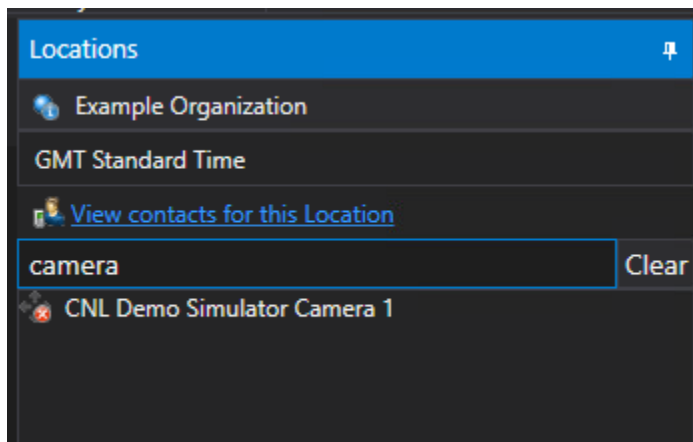 Locations
Example Organization
GMT Standard Time
View contacts for this Location
camera Clear
CNL Demo Simulator Camera 1